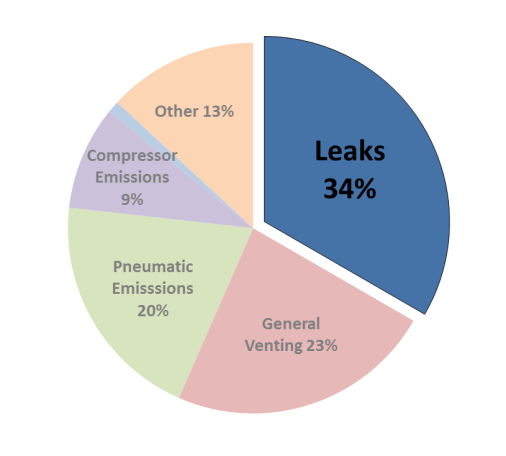 Other 13%
Leaks
34%
Compressor
Emissions
9%
Pneumatic
Emisssions
20%
General
Venting 23%